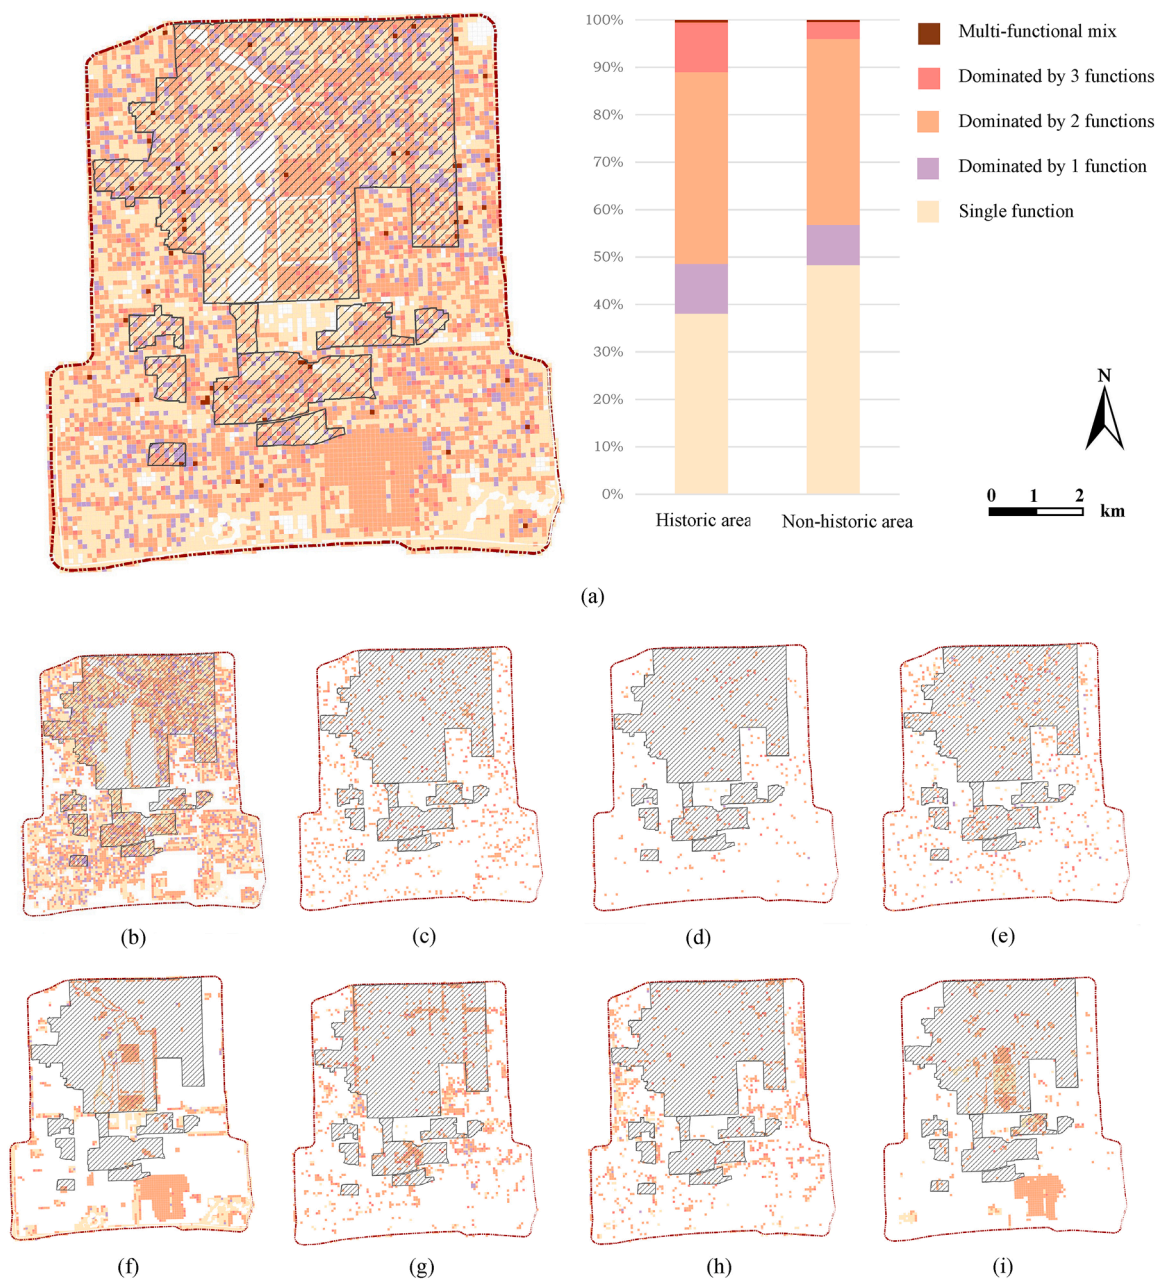 100%
90%
80%
70%
60%
50%
40%
30%
20%
10%
0%
Historic area
Non-historic area
Multi-functional mix
Dominated by 3 functions
Dominated by 2 functions
Dominated by 1 function
Single function
N
0 1 2
km
(a)
(b)
(c)
(d)
(e)
(f)
(g)
(h)
(i)